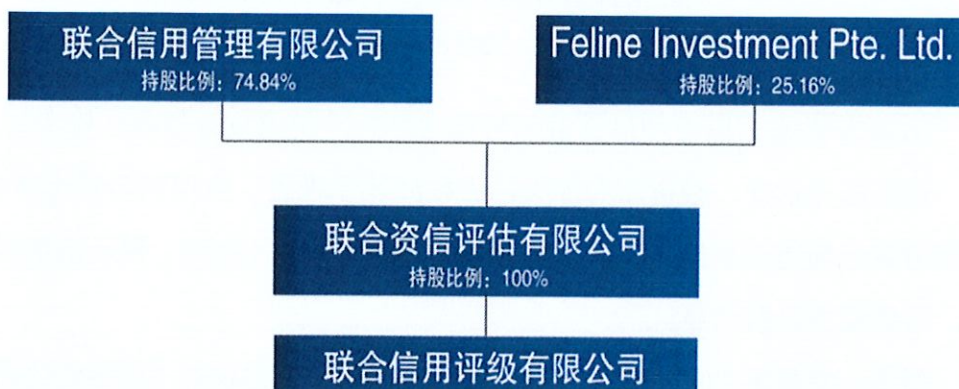 联合信用管理有限公司
持股比例：74.84%
Feline Investment Pte. Ltd.
持股比例：25.16%
联合资信评估有限公司
持股比例：100%
联合信用评级有限公司